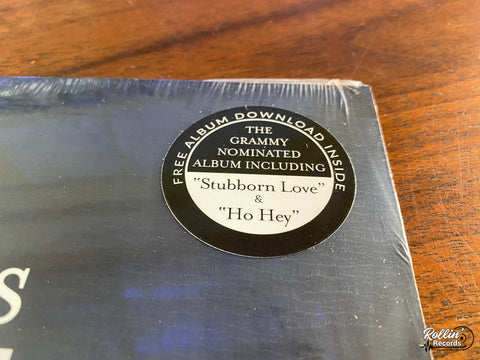 FREE ALBUM DOWNLOAD INSIDE
THE
GRAMMY
NOMINATED
ALBUM INCLUDING
"Stubborn Love"
&
"Ho Hey"
s
Rollin'
Records